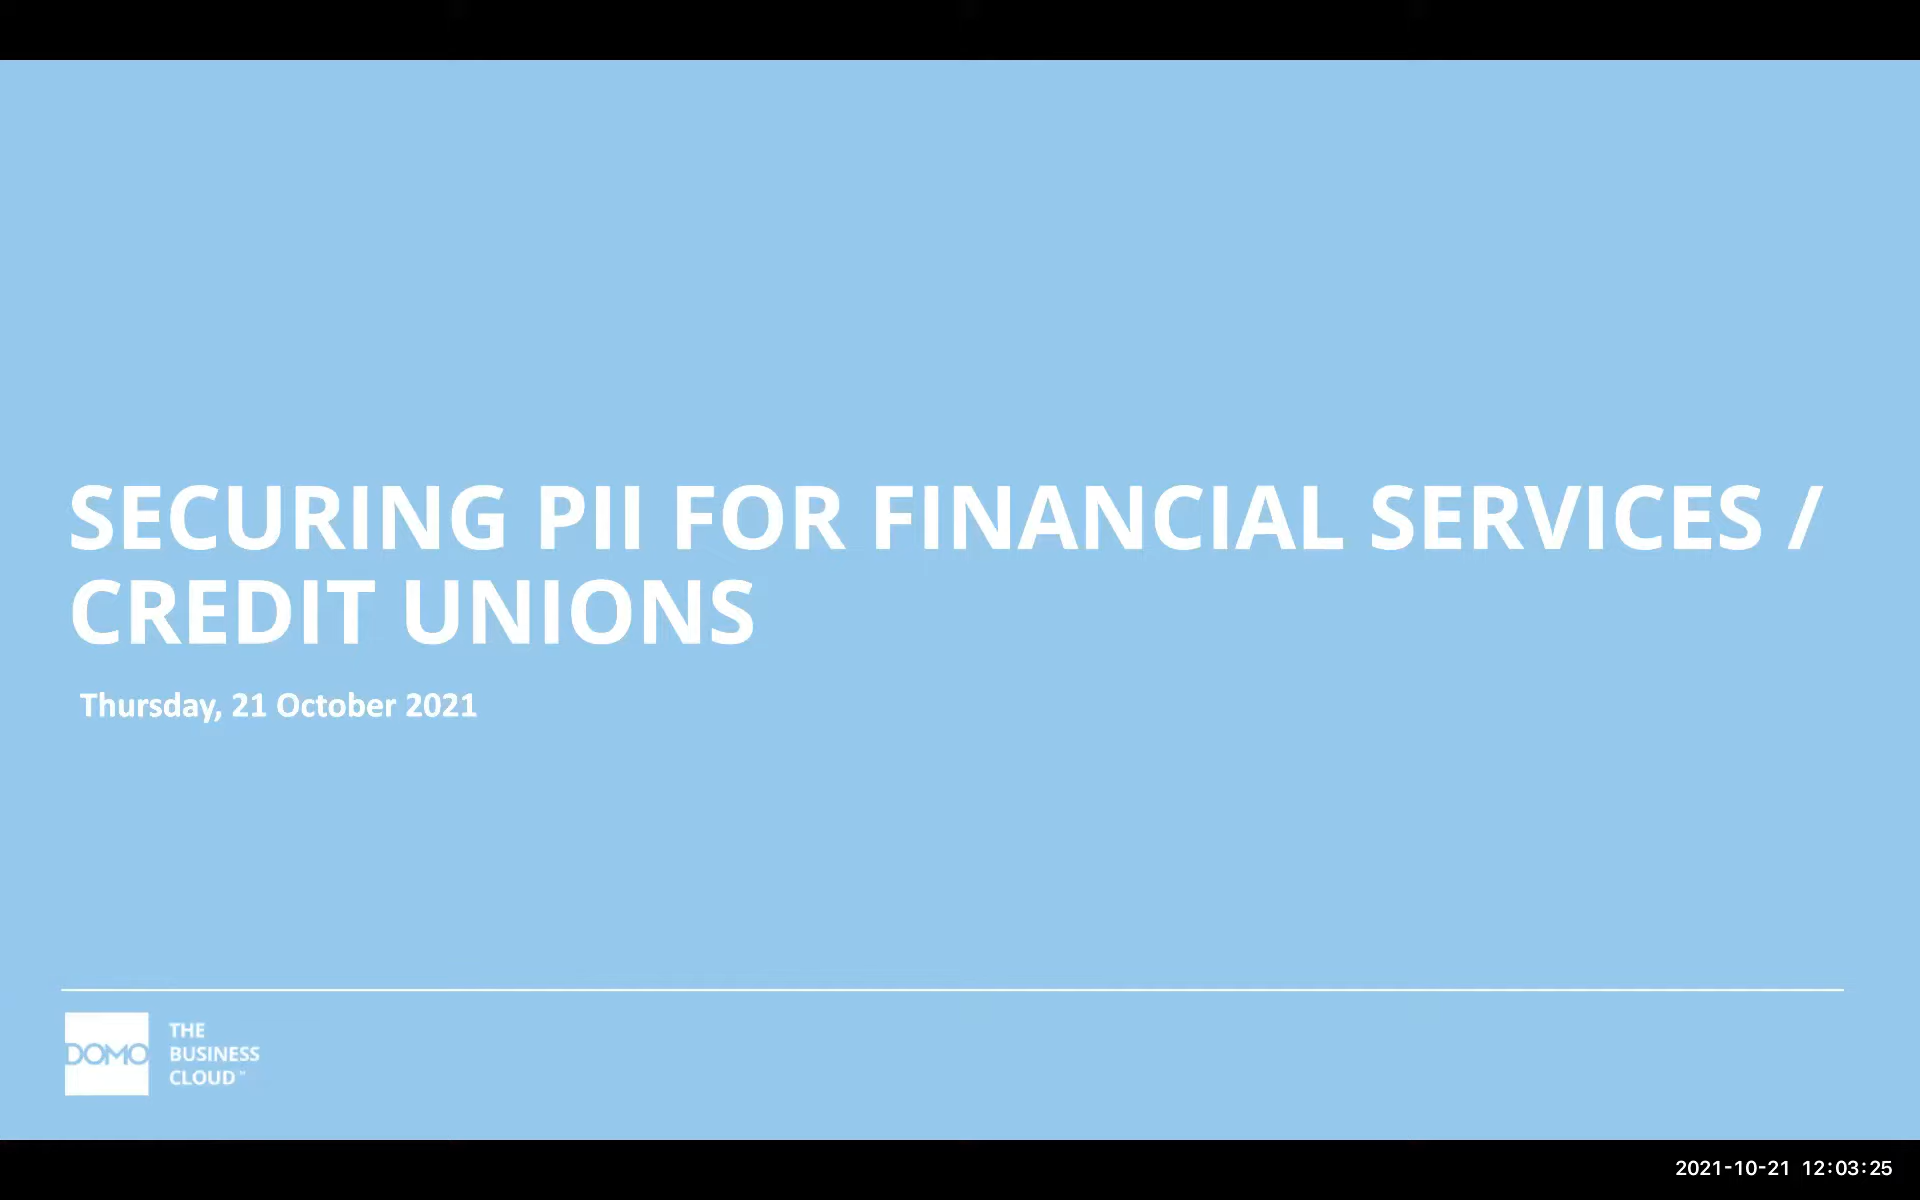 SECURING PII FOR FINANCIAL SERVICES /
CREDIT UNIONS
Thursday, 21 October 2021
DOMO
THE
BUSINESS
CLOUD™
2021-10-21 12:03:25